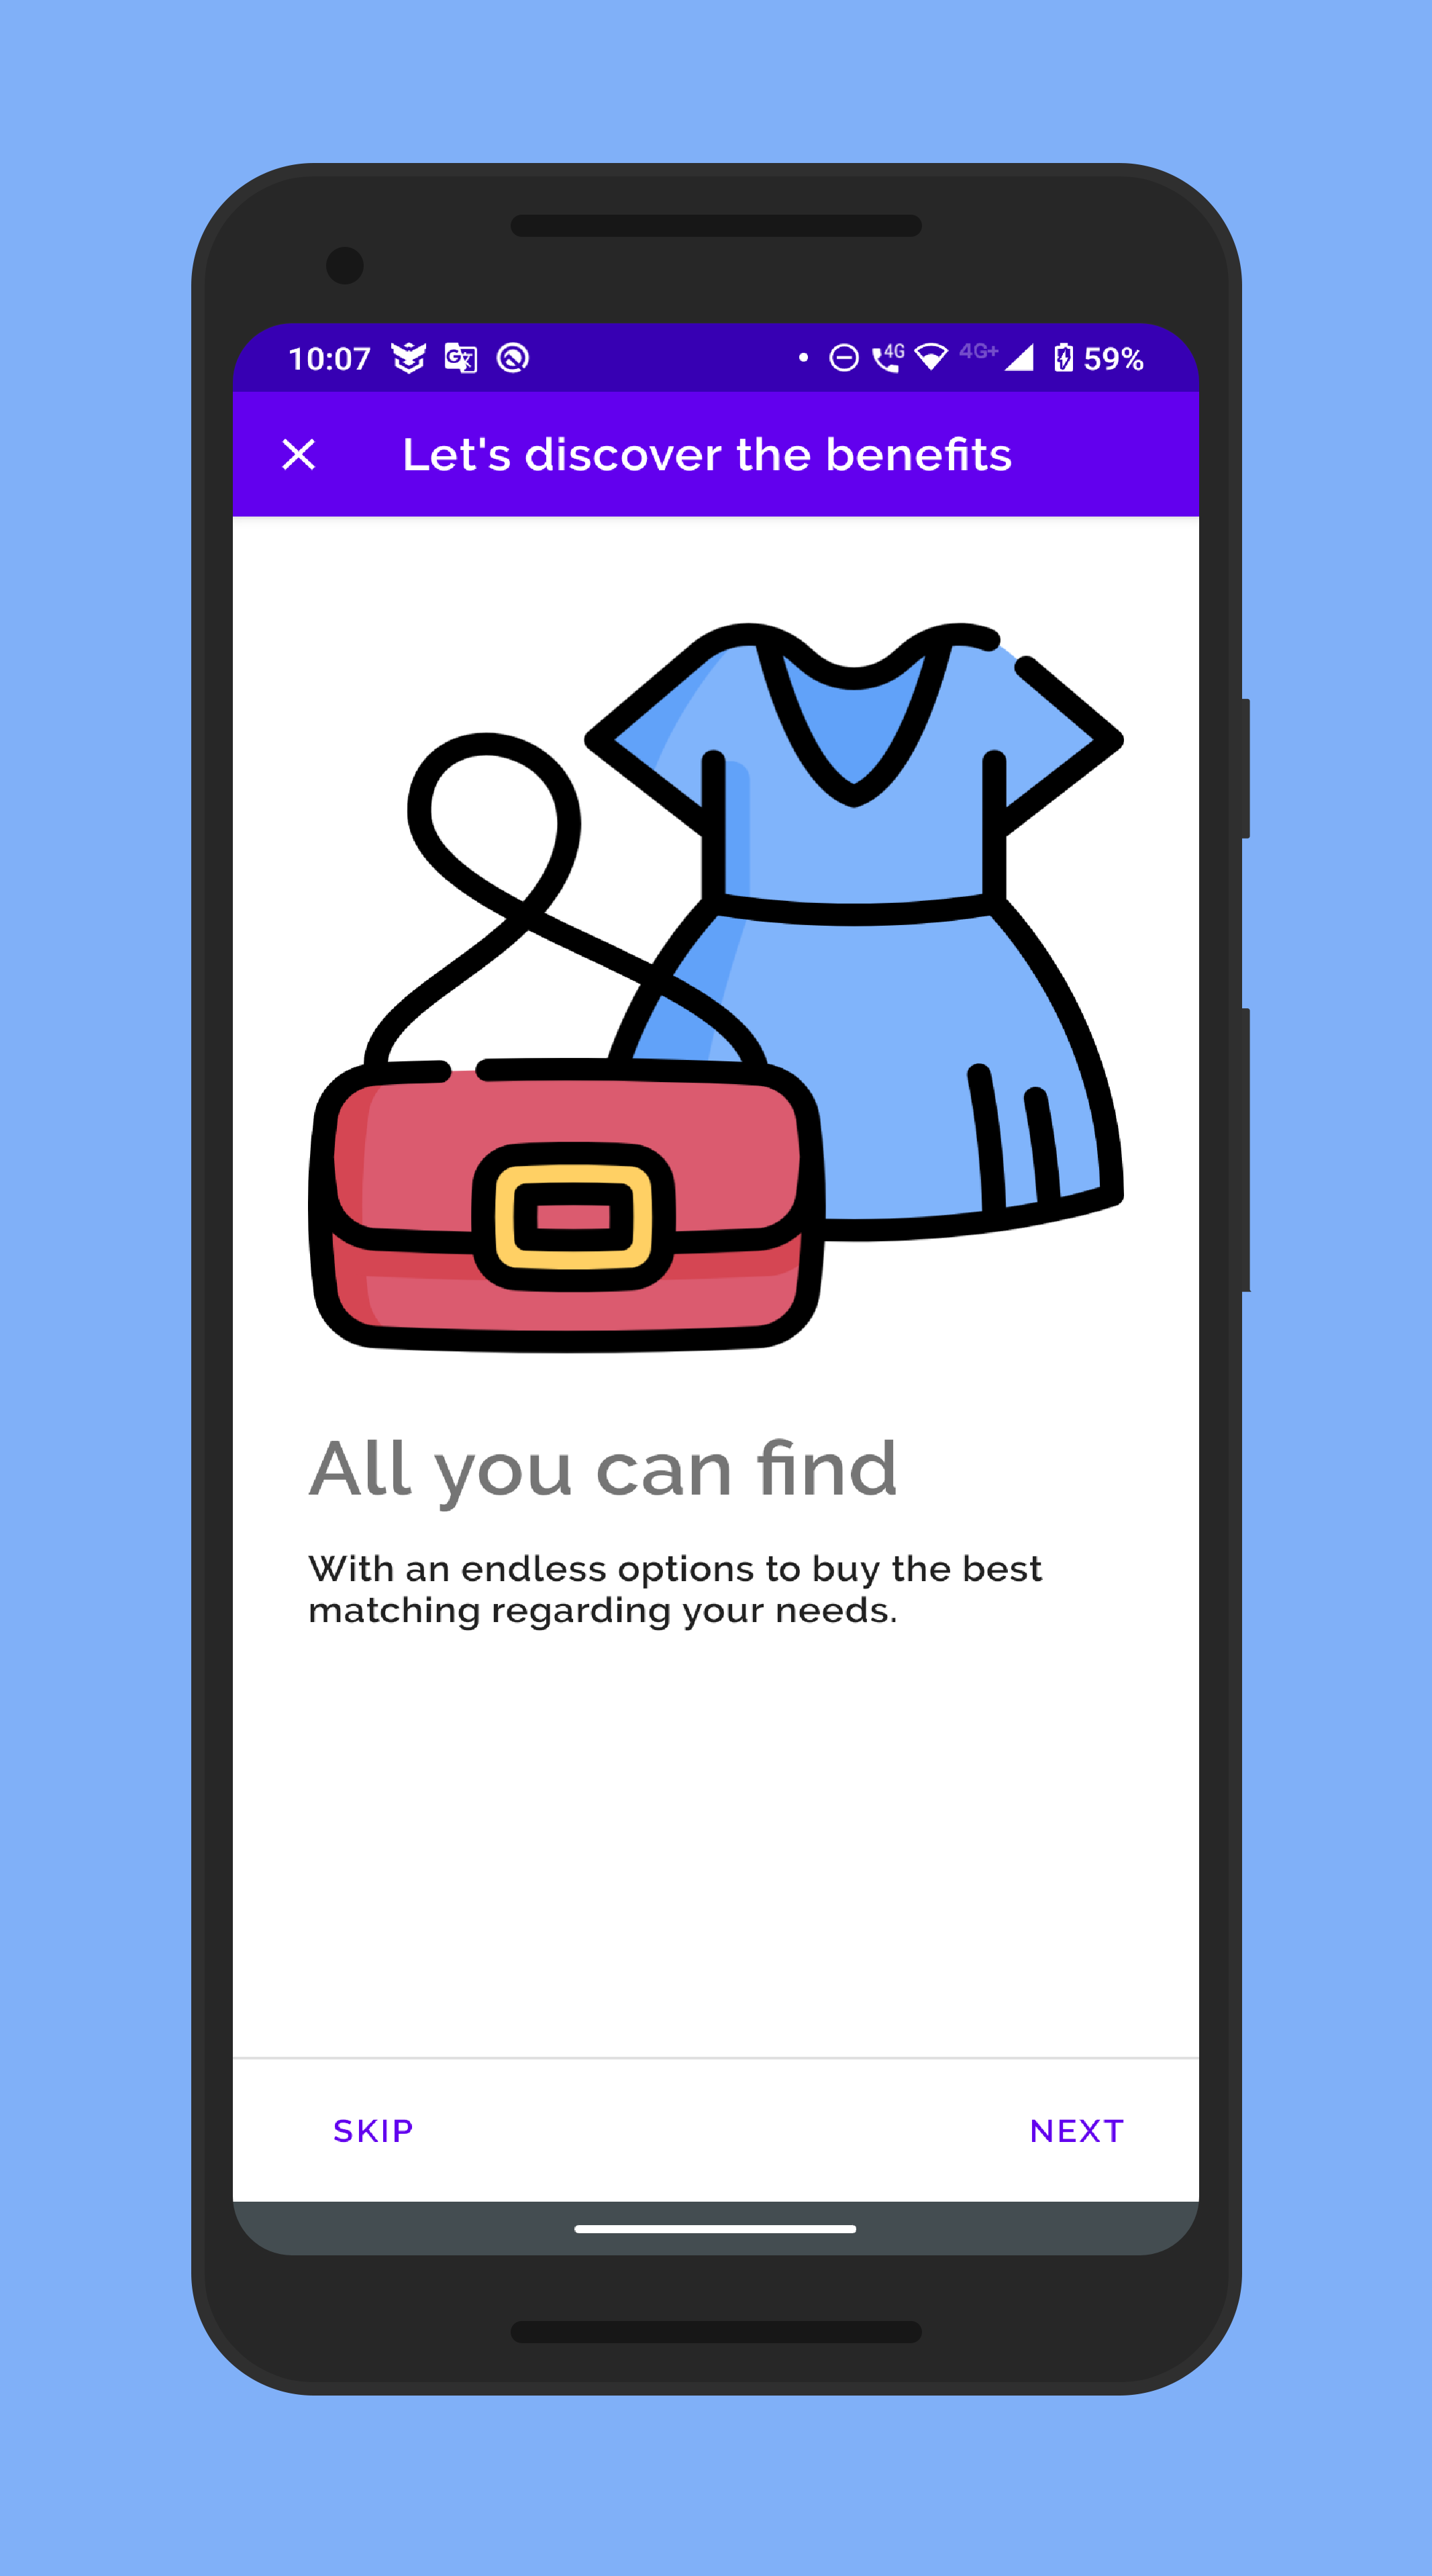 10:07 4G 4G+ 59%
Let's discover the benefits
All you can find
With an endless options to buy the best
matching regarding your needs.
SKIP NEXT